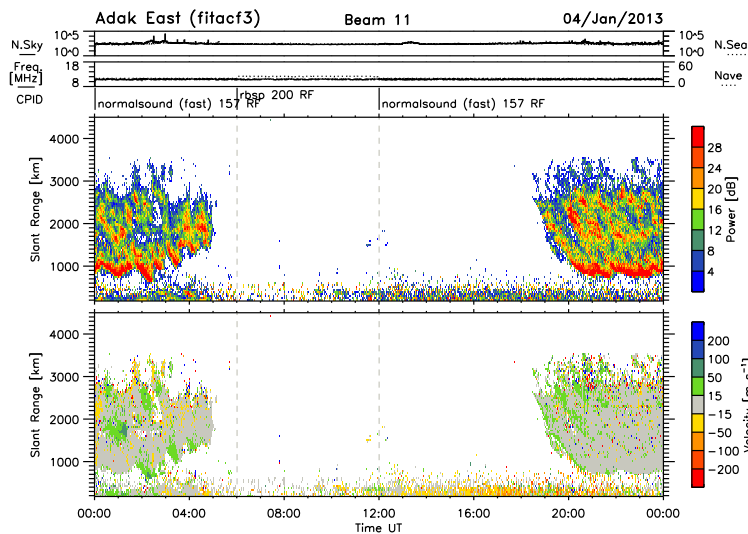 Adak East (fitacf3) Beam 11 04/Jan/2013
N.Sky 10^5 10^0 10^5 10^0 N.Sea
Freq. [MHz] 18 8 60 0 Nave
CPID normalsound (fast) 157 RF rbsp 200 RF normalsound (fast) 157 RF
Slant Range [km]
4000
3000
2000
1000
28
24
20
16
12
8
4
Power [dB]
Slant Range [km]
4000
3000
2000
1000
200
100
50
15
-15
-50
-100
-200
Velocity [m s^-1]
00:00 04:00 08:00 12:00 16:00 20:00 00:00
Time UT